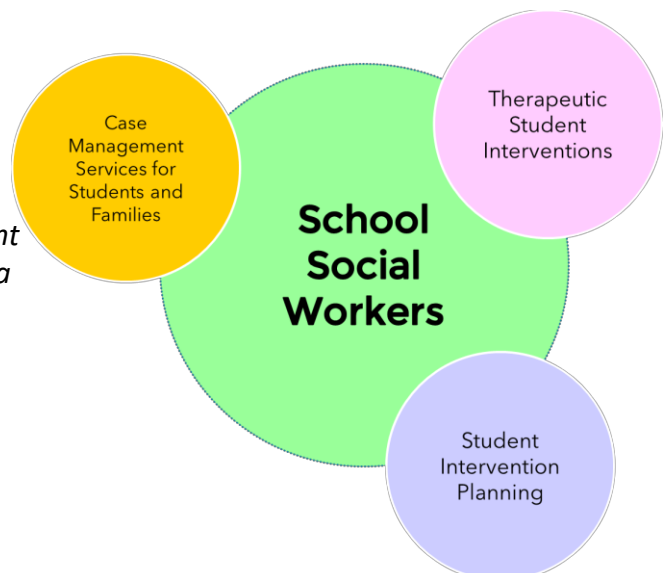 Case
Management
Services for
Students and
Families
Therapeutic
Student
Interventions
School
Social
Workers
a
Student
Intervention
Planning